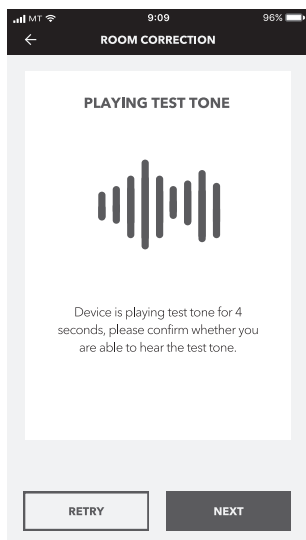 MT 9:09 96%
ROOM CORRECTION
PLAYING TEST TONE
Device is playing test tone for 4
seconds, please confirm whether you
are able to hear the test tone.
RETRY NEXT